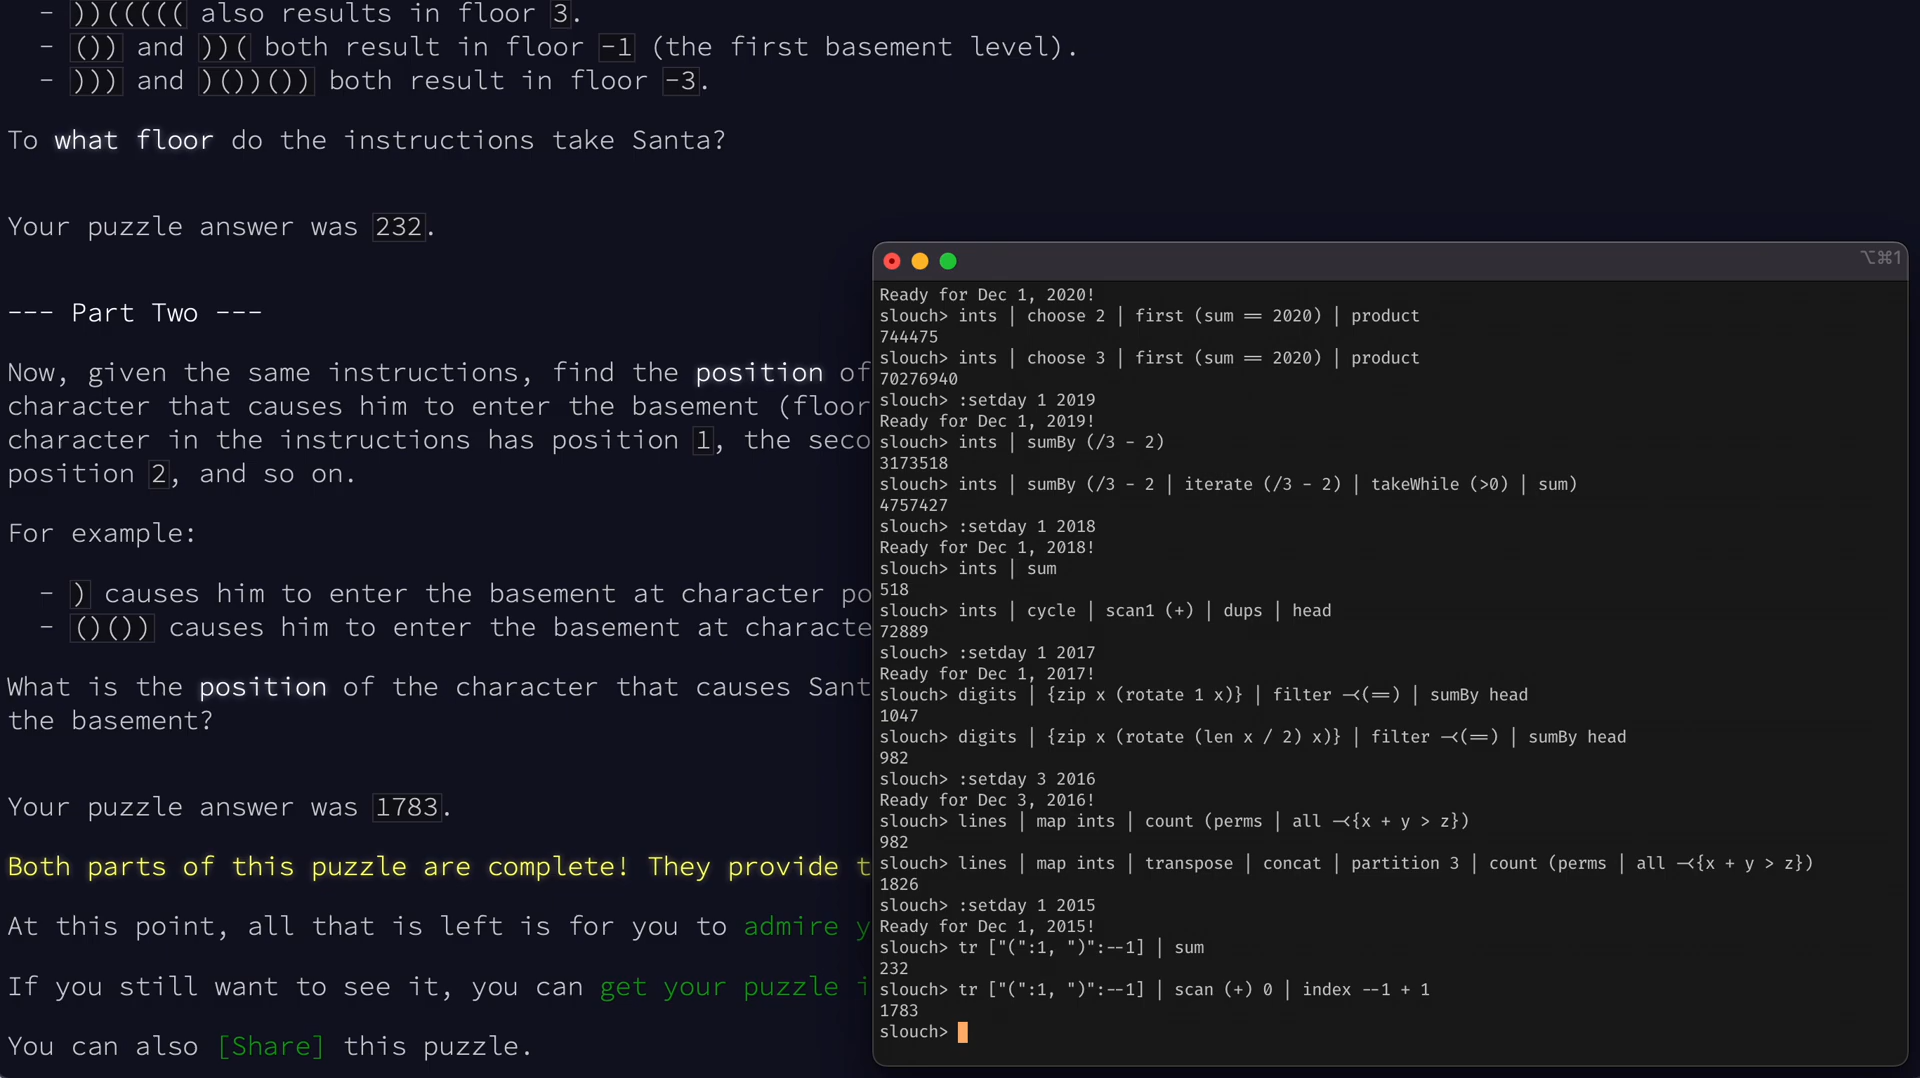 - ))((((( also results in floor 3.
- ()) and ))( both result in floor -1 (the first basement level).
- ))) and )())()) both result in floor -3.
To what floor do the instructions take Santa?
Your puzzle answer was 232.
--- Part Two ---
Now, given the same instructions, find the position of
character that causes him to enter the basement (floor
character in the instructions has position 1, the seco
position 2, and so on.
For example:
- ) causes him to enter the basement at character po
- ()()) causes him to enter the basement at characte
What is the position of the character that causes Sant
the basement?
Your puzzle answer was 1783.
Both parts of this puzzle are complete! They provide t
At this point, all that is left is for you to admire y
If you still want to see it, you can get your puzzle i
You can also [Share] this puzzle.
⌥⌘1
Ready for Dec 1, 2020!
slouch> ints | choose 2 | first (sum == 2020) | product
744475
slouch> ints | choose 3 | first (sum == 2020) | product
70276940
slouch> :setday 1 2019
Ready for Dec 1, 2019!
slouch> ints | sumBy (/3 - 2)
3173518
slouch> ints | sumBy (/3 - 2 | iterate (/3 - 2) | takeWhile (>0) | sum)
4757427
slouch> :setday 1 2018
Ready for Dec 1, 2018!
slouch> ints | sum
518
slouch> ints | cycle | scan1 (+) | dups | head
72889
slouch> :setday 1 2017
Ready for Dec 1, 2017!
slouch> digits | {zip x (rotate 1 x)} | filter -<(==) | sumBy head
1047
slouch> digits | {zip x (rotate (len x / 2) x)} | filter -<(==) | sumBy head
982
slouch> :setday 3 2016
Ready for Dec 3, 2016!
slouch> lines | map ints | count (perms | all -<{x + y > z})
982
slouch> lines | map ints | transpose | concat | partition 3 | count (perms | all -<{x + y > z})
1826
slouch> :setday 1 2015
Ready for Dec 1, 2015!
slouch> tr ["(":1, ")":--1] | sum
232
slouch> tr ["(":1, ")":--1] | scan (+) 0 | index --1 + 1
1783
slouch>